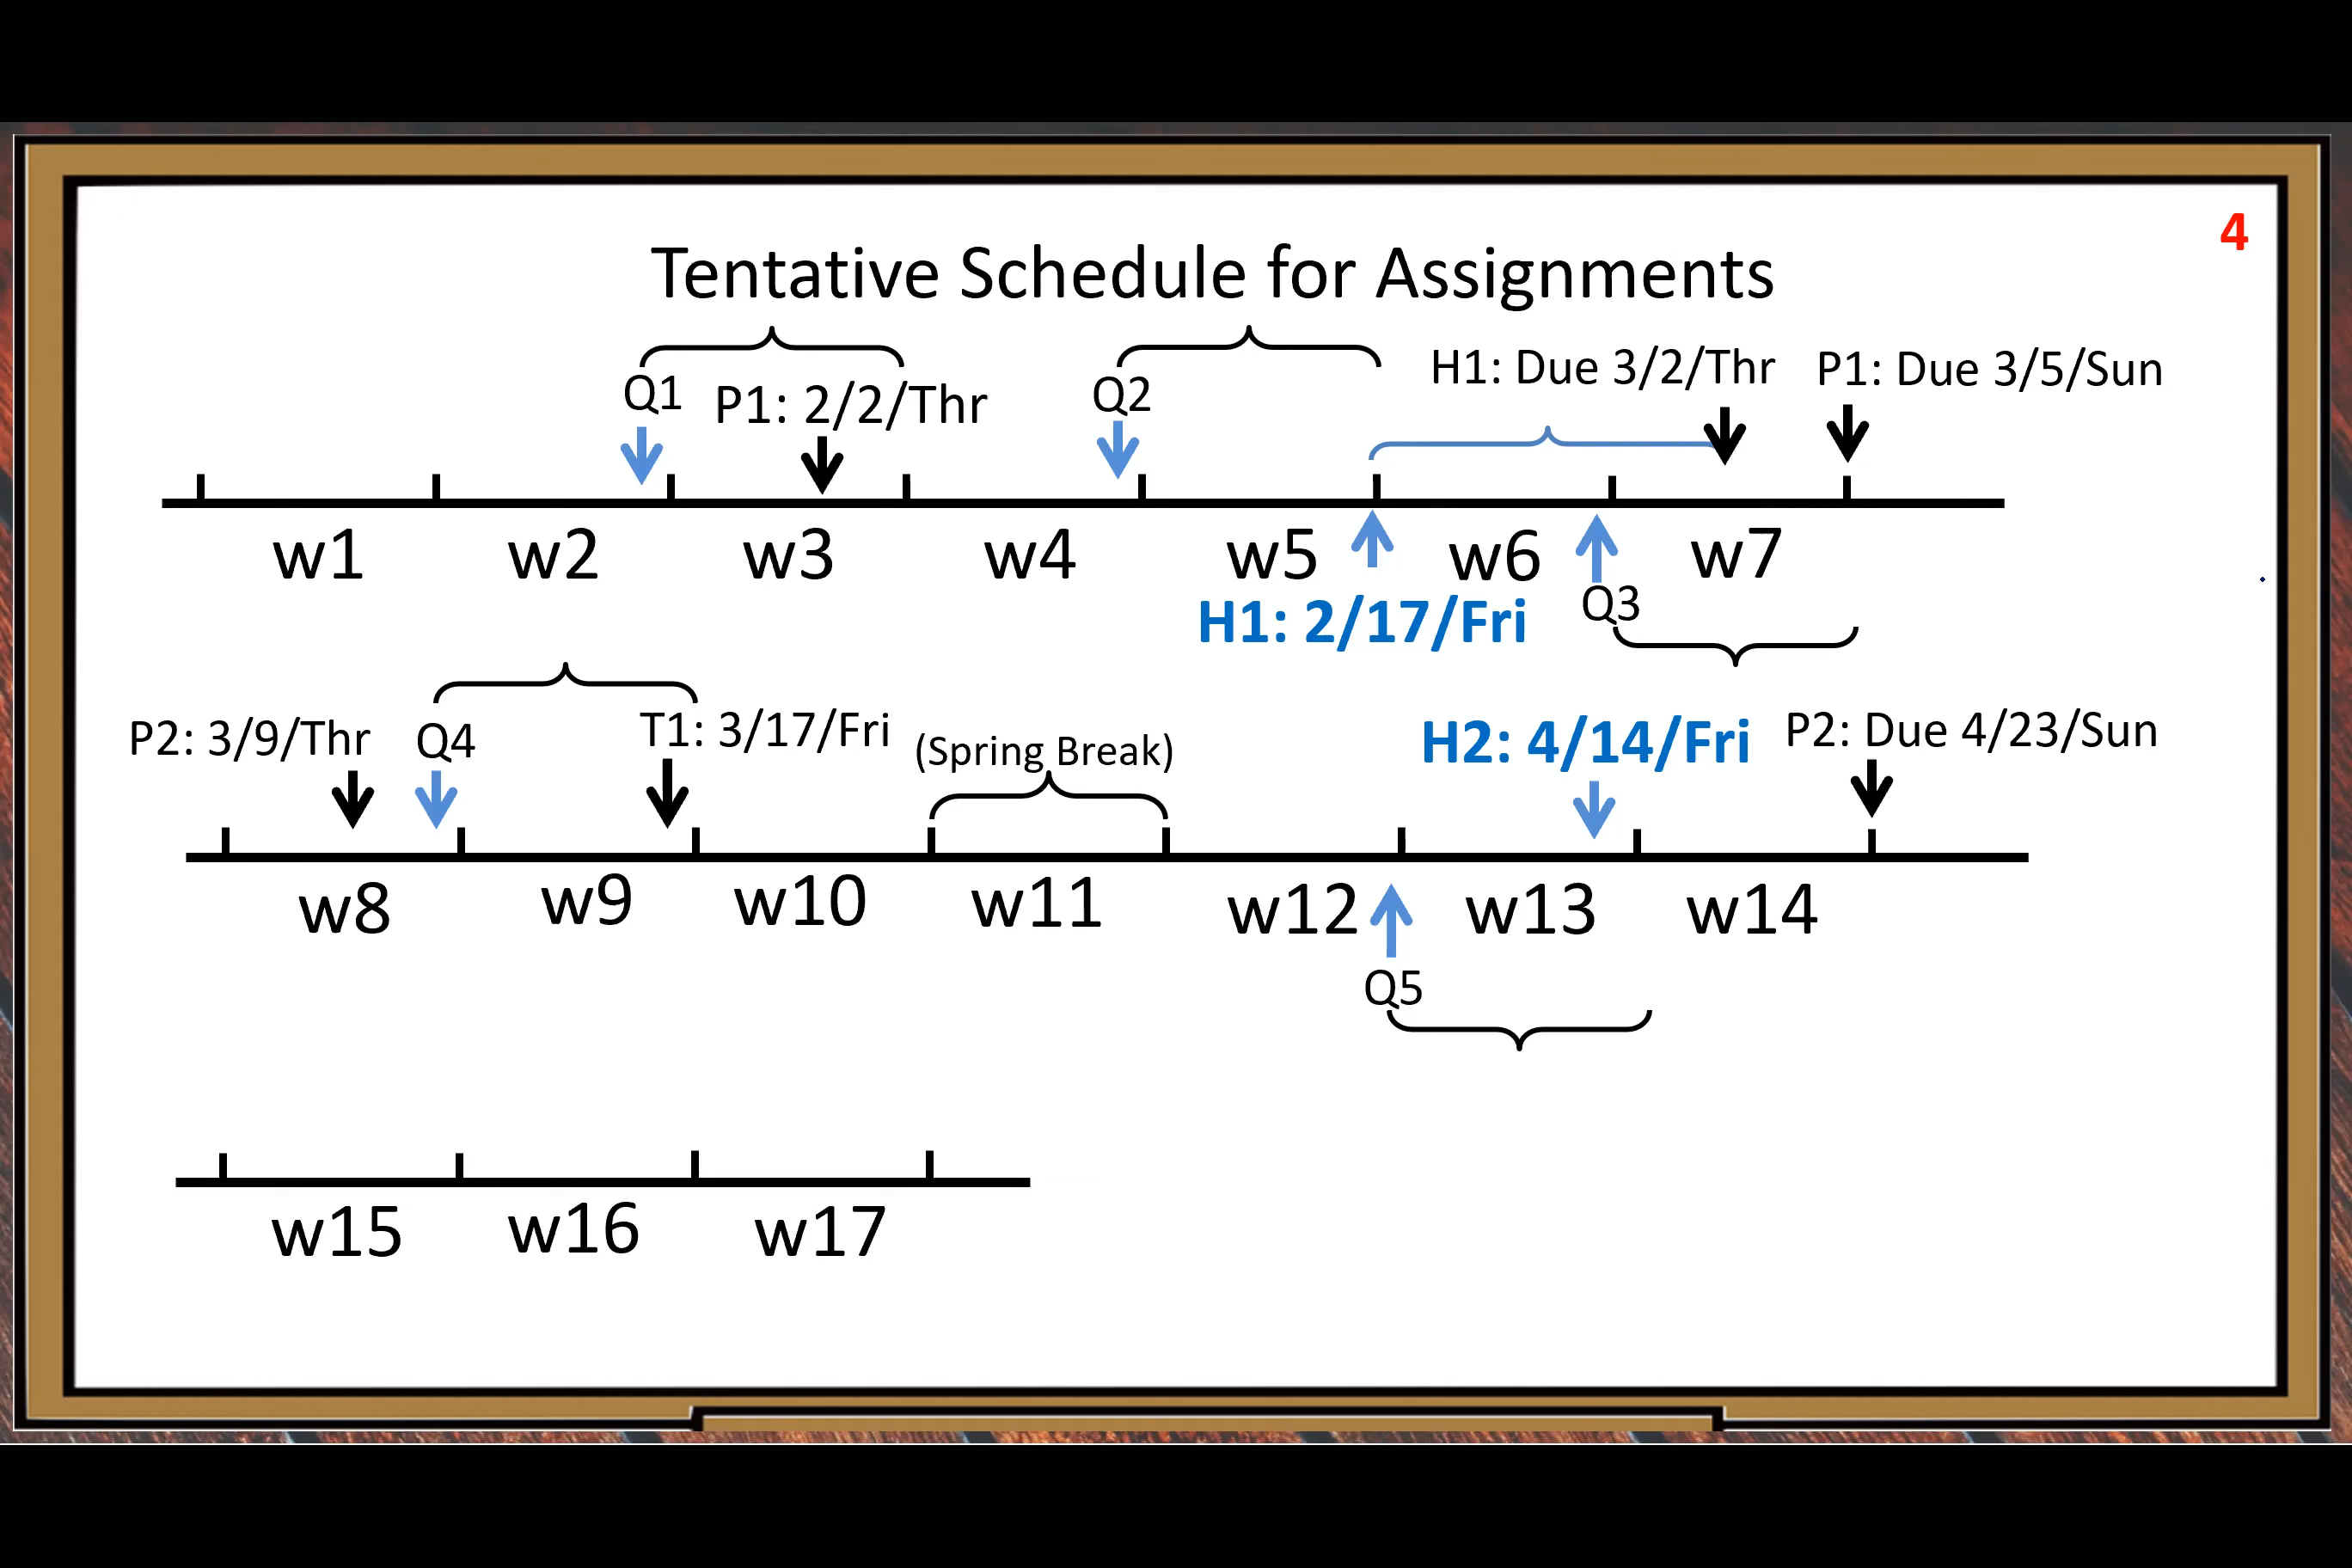 4
Tentative Schedule for Assignments
Q1
P1: 2/2/Thr
Q2
H1: Due 3/2/Thr
P1: Due 3/5/Sun
w1 w2 w3 w4 w5 w6 w7
H1: 2/17/Fri
Q3
P2: 3/9/Thr
Q4
T1: 3/17/Fri
(Spring Break)
H2: 4/14/Fri
P2: Due 4/23/Sun
w8 w9 w10 w11 w12 w13 w14
Q5
w15 w16 w17